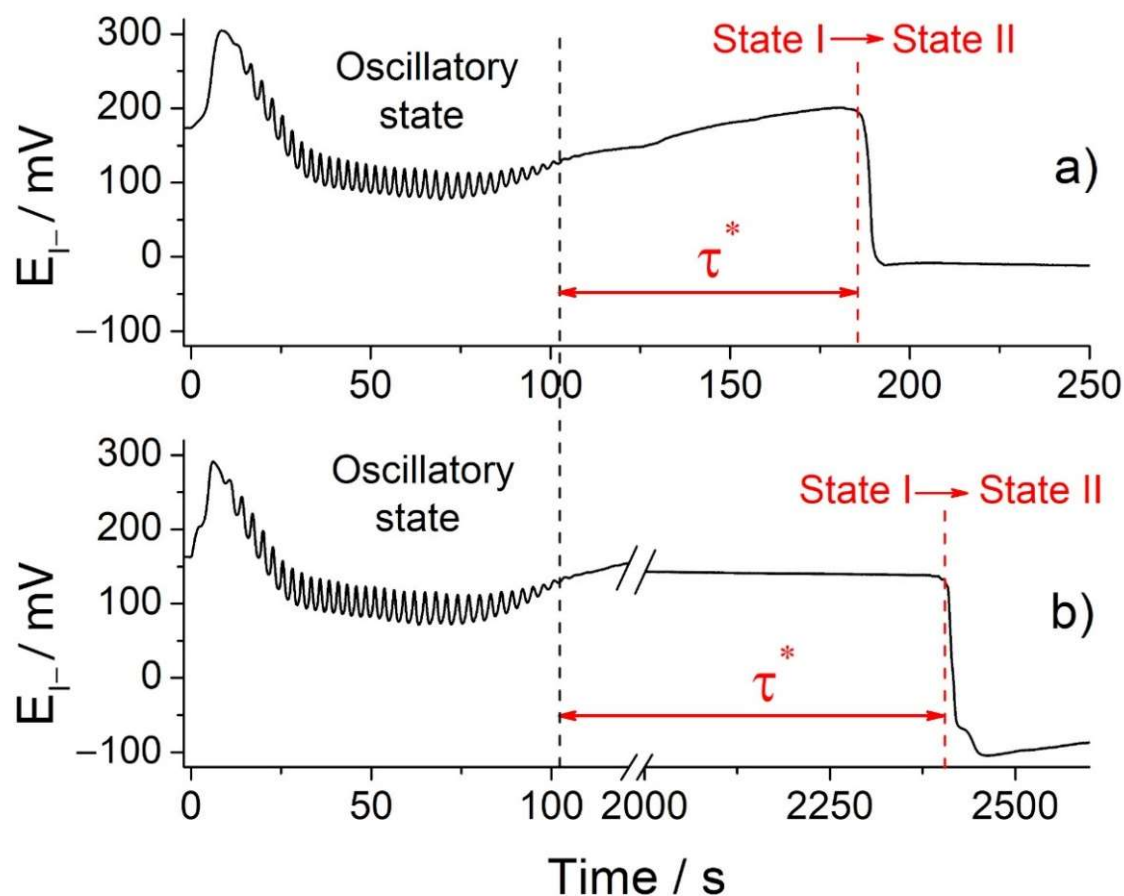 E_I– / mV
300
200
100
0
–100
Oscillatory
state
State I → State II
a)
τ*
0 50 100 150 200 250
E_I– / mV
300
200
100
0
–100
Oscillatory
state
State I → State II
b)
τ*
0 50 100 2000 2250 2500
Time / s